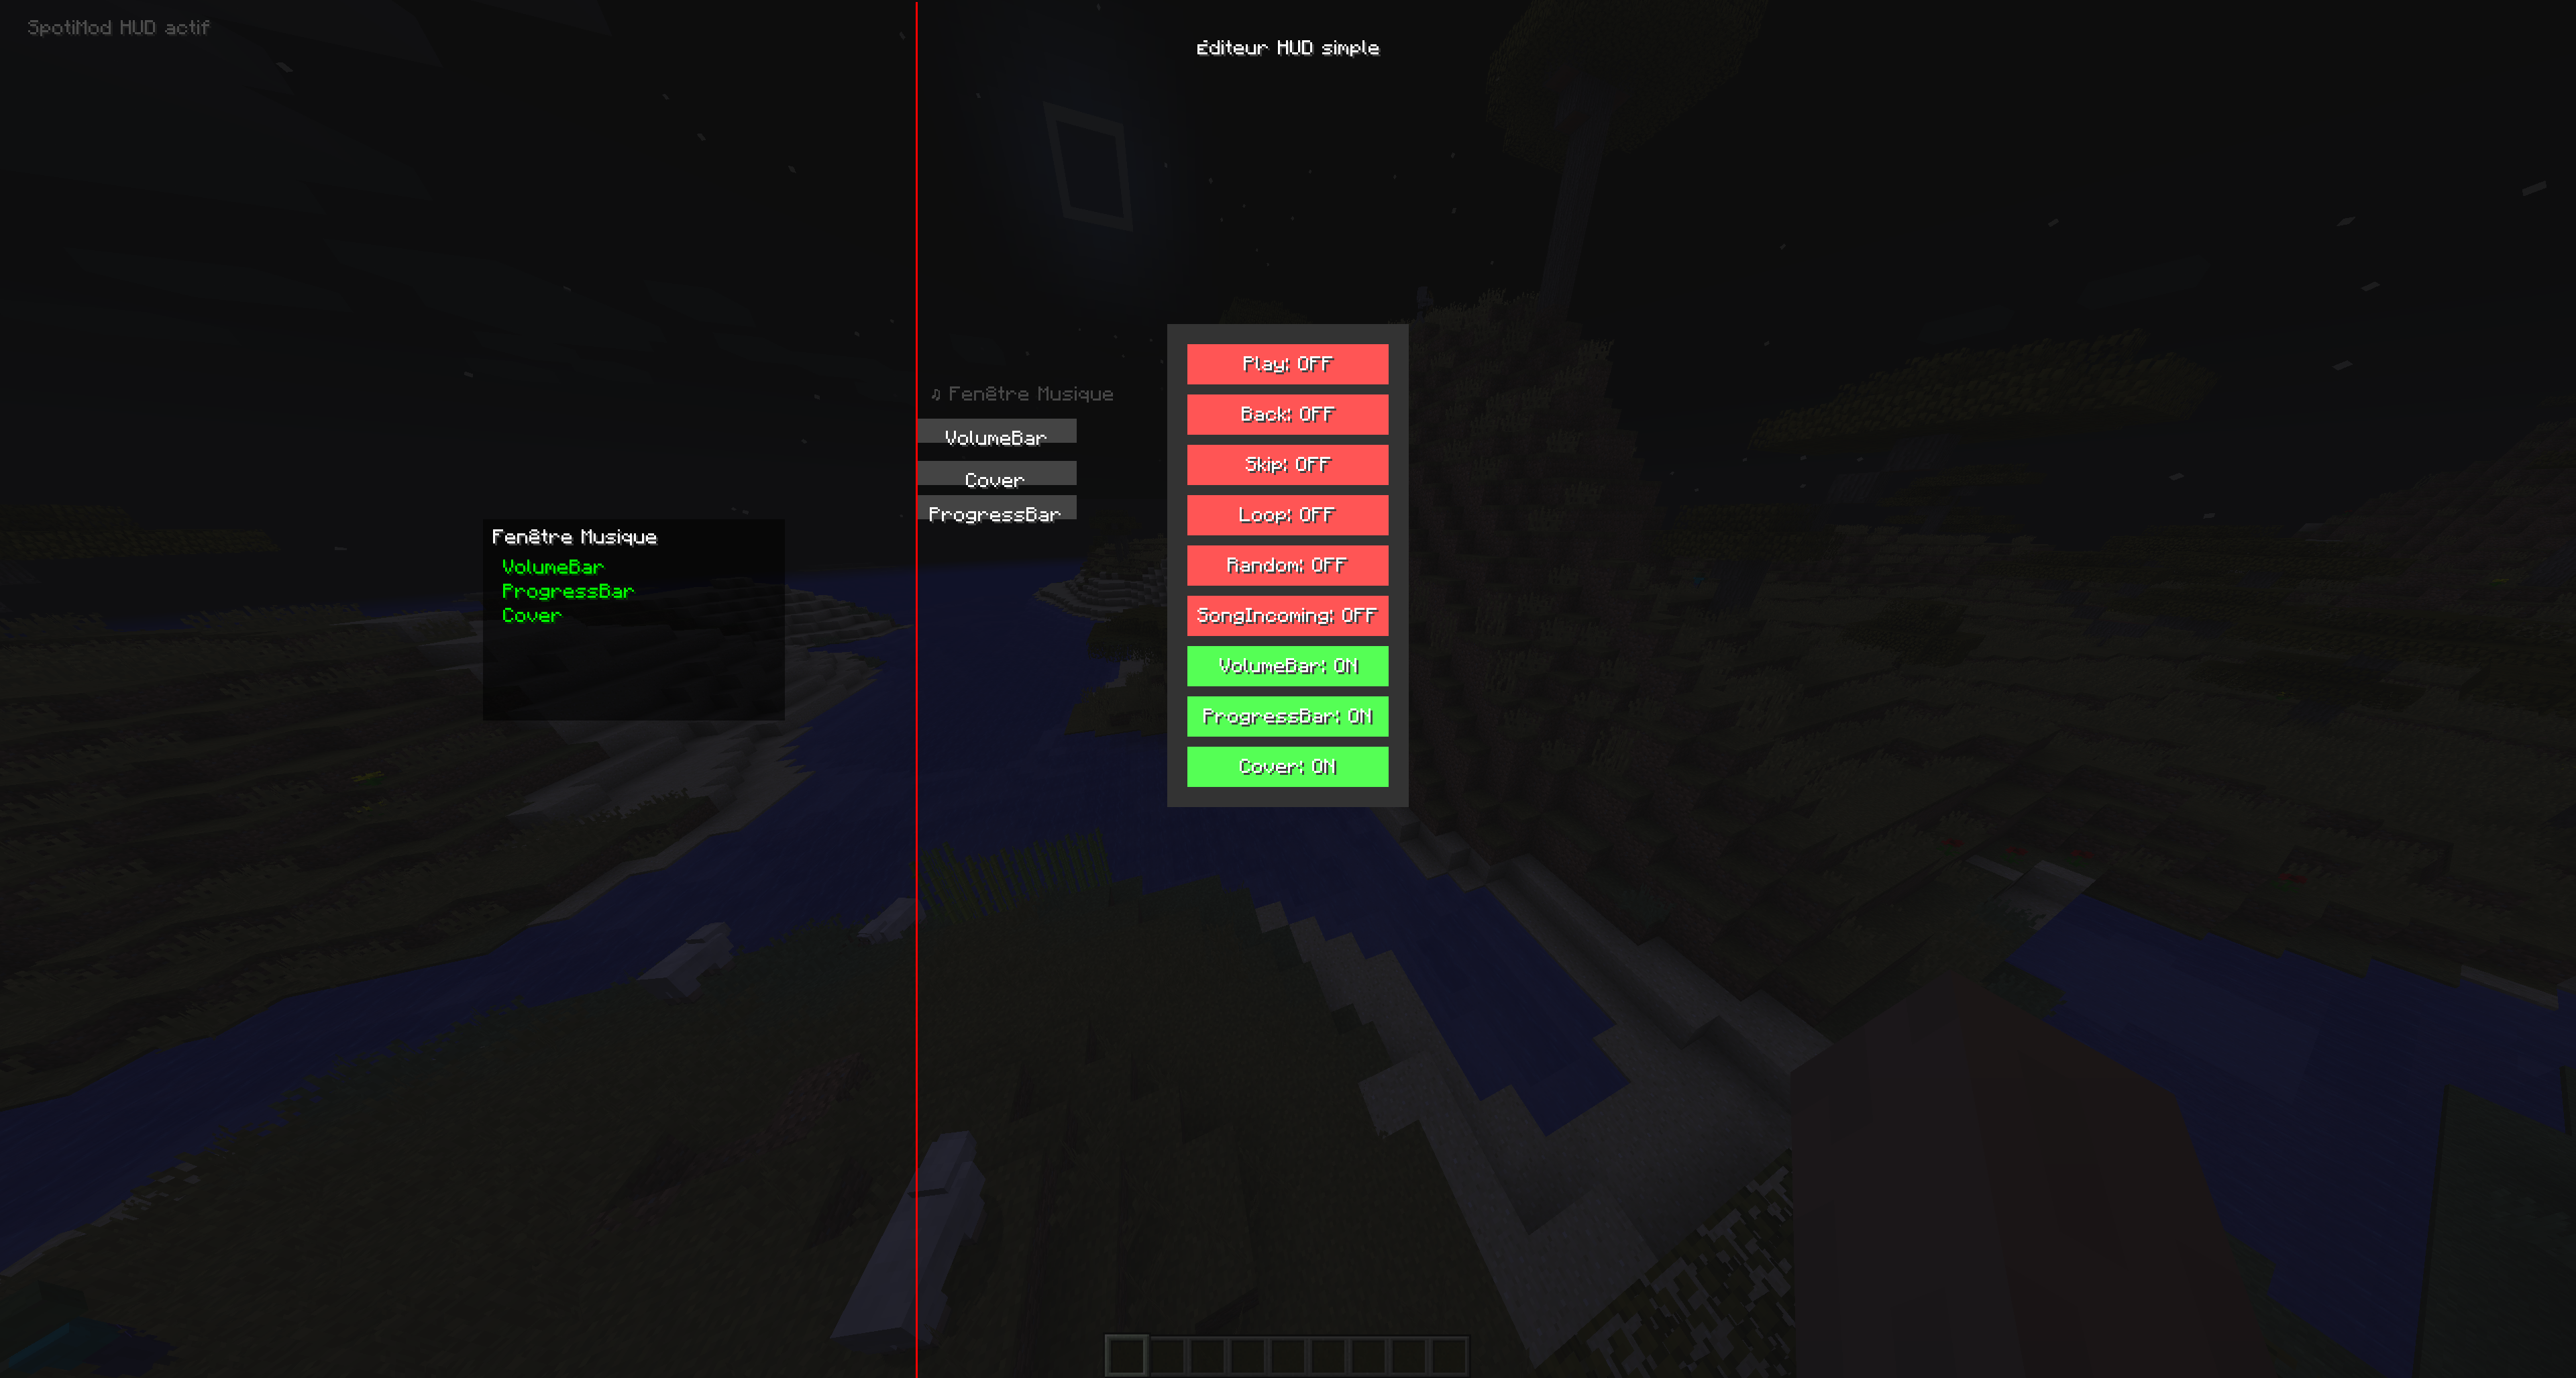 SpotiMod HUD actif
Éditeur HUD simple
♫ Fenêtre Musique
VolumeBar
Cover
ProgressBar
Fenêtre Musique
VolumeBar
ProgressBar
Cover
Play: OFF
Back: OFF
Skip: OFF
Loop: OFF
Random: OFF
SongIncoming: OFF
VolumeBar: ON
ProgressBar: ON
Cover: ON